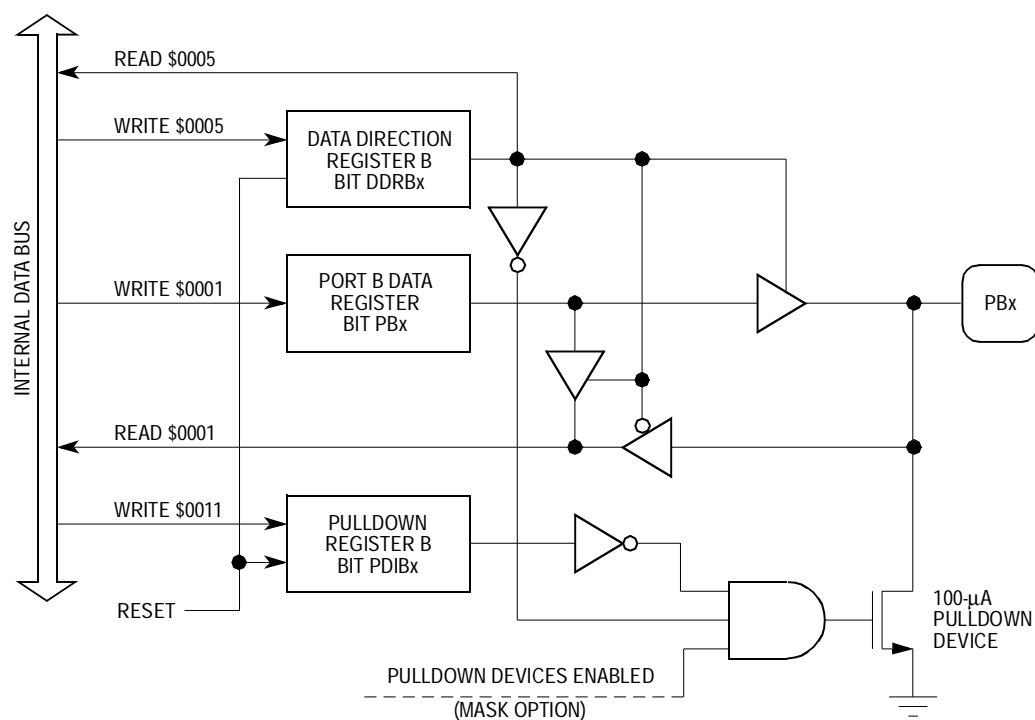 READ $0005
WRITE $0005
DATA DIRECTION
REGISTER B
BIT DDRBx
INTERNAL DATA BUS
WRITE $0001
PORT B DATA
REGISTER
BIT PBx
PBx
READ $0001
WRITE $0011
PULLDOWN
REGISTER B
BIT PDIBx
RESET
100-µA
PULLDOWN
DEVICE
PULLDOWN DEVICES ENABLED
(MASK OPTION)